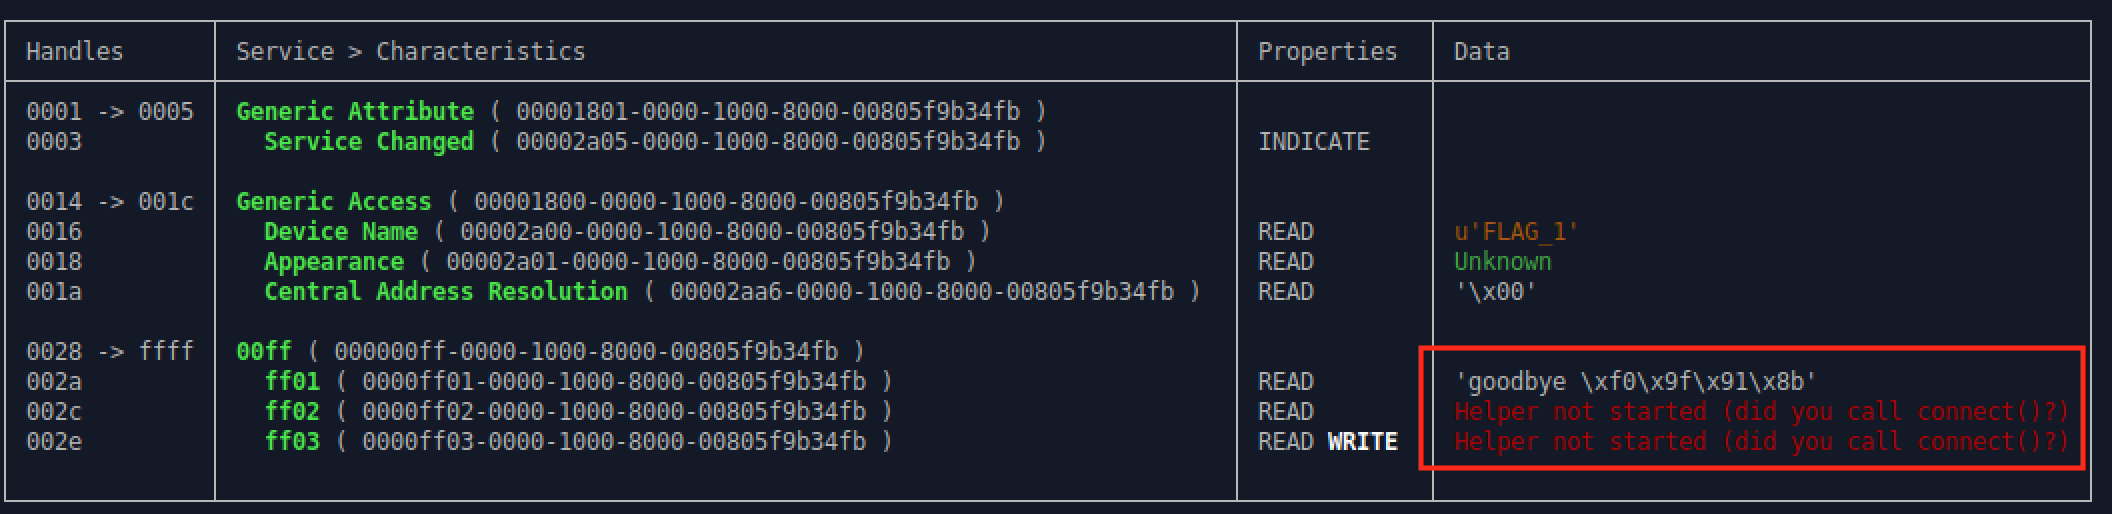 Handles Service > Characteristics Properties Data
0001 -> 0005 Generic Attribute ( 00001801-0000-1000-8000-00805f9b34fb )
0003 Service Changed ( 00002a05-0000-1000-8000-00805f9b34fb ) INDICATE
0014 -> 001c Generic Access ( 00001800-0000-1000-8000-00805f9b34fb )
0016 Device Name ( 00002a00-0000-1000-8000-00805f9b34fb ) READ u'FLAG_1'
0018 Appearance ( 00002a01-0000-1000-8000-00805f9b34fb ) READ Unknown
001a Central Address Resolution ( 00002aa6-0000-1000-8000-00805f9b34fb ) READ '\x00'
0028 -> ffff 00ff ( 000000ff-0000-1000-8000-00805f9b34fb )
002a ff01 ( 0000ff01-0000-1000-8000-00805f9b34fb ) READ 'goodbye \xf0\x9f\x91\x8b'
002c ff02 ( 0000ff02-0000-1000-8000-00805f9b34fb ) READ Helper not started (did you call connect()?)
002e ff03 ( 0000ff03-0000-1000-8000-00805f9b34fb ) READ WRITE Helper not started (did you call connect()?)